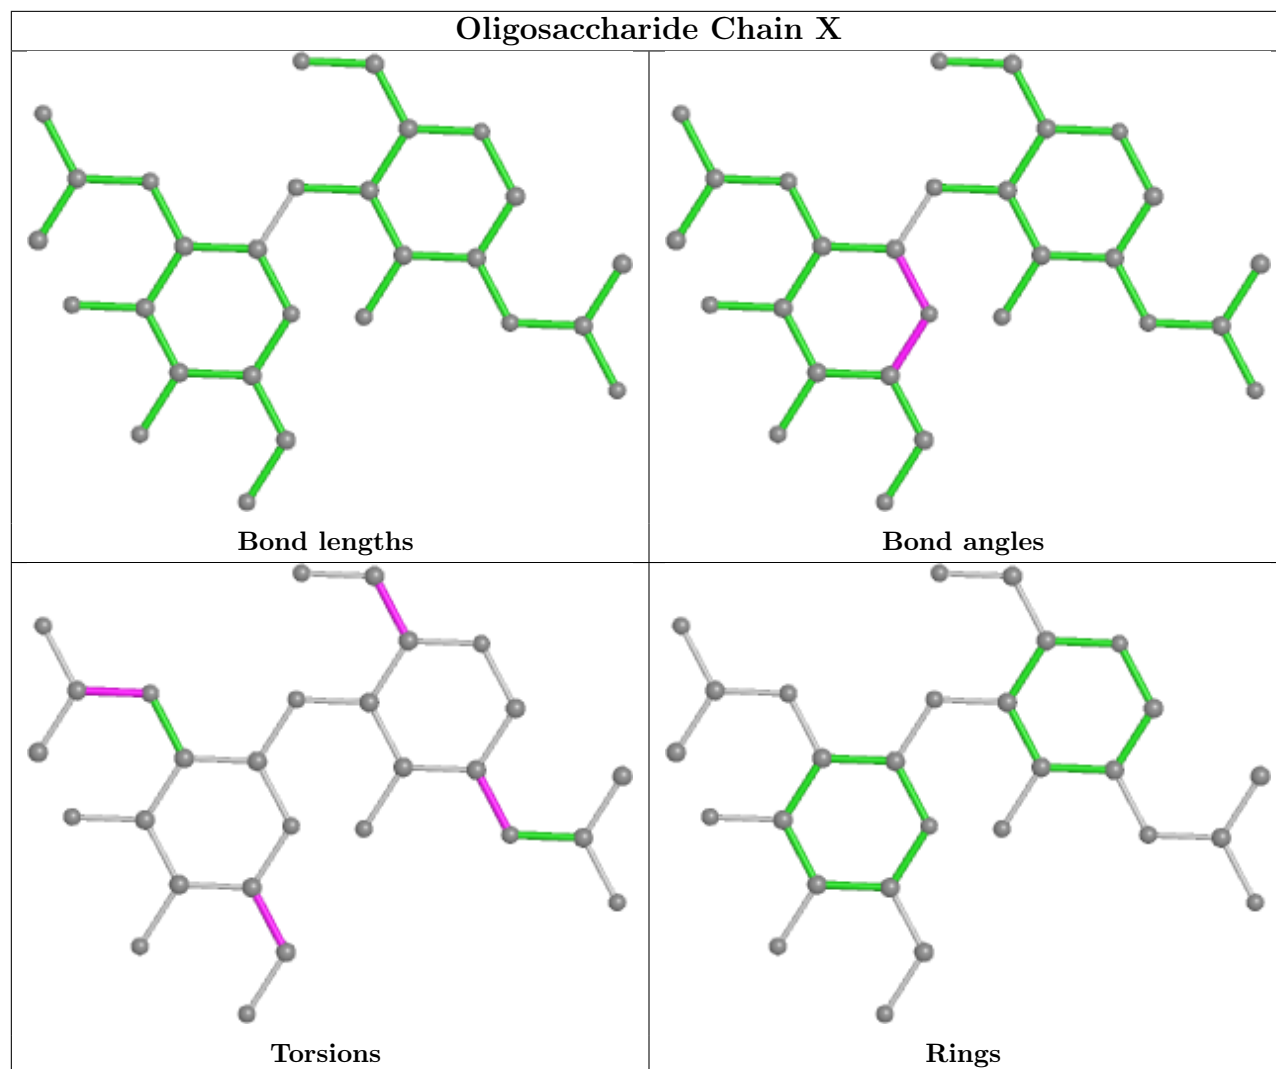 Oligosaccharide Chain X
Bond lengths
Bond angles
Torsions
Rings